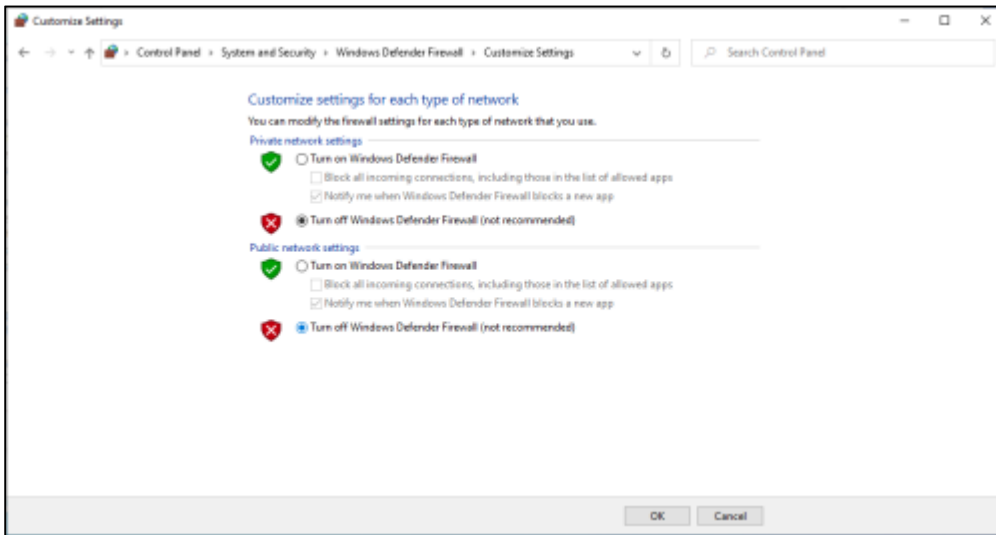 Customize Settings
Control Panel > System and Security > Windows Defender Firewall > Customize Settings
Search Control Panel
Customize settings for each type of network
You can modify the firewall settings for each type of network that you use.
Private network settings
Turn on Windows Defender Firewall
Block all incoming connections, including those in the list of allowed apps
Notify me when Windows Defender Firewall blocks a new app
Turn off Windows Defender Firewall (not recommended)
Public network settings
Turn on Windows Defender Firewall
Block all incoming connections, including those in the list of allowed apps
Notify me when Windows Defender Firewall blocks a new app
Turn off Windows Defender Firewall (not recommended)
OK Cancel